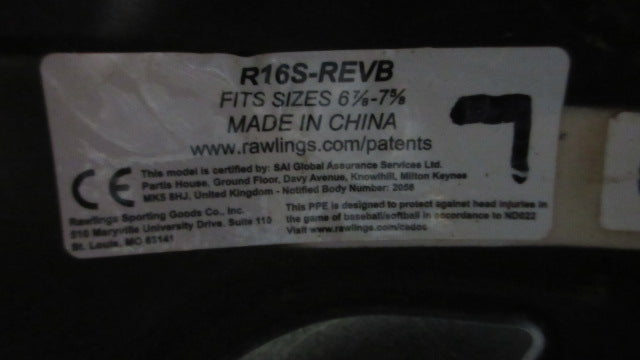 R16S-REVB
FITS SIZES 6⅞-7⅝
MADE IN CHINA
www.rawlings.com/patents
7
CE
This model is certified by: SAI Global Assurance Services Ltd.
Partis House, Ground Floor, Davy Avenue, Knowlhill, Milton Keynes
MK5 8HJ, United Kingdom - Notified Body Number: 2056
Rawlings Sporting Goods Co., Inc.
510 Maryville University Drive, Suite 110
St. Louis, MO 63141
This PPE is designed to protect against head injuries in
the game of baseball/softball in accordance to ND022
Visit www.rawlings.com/cedoc